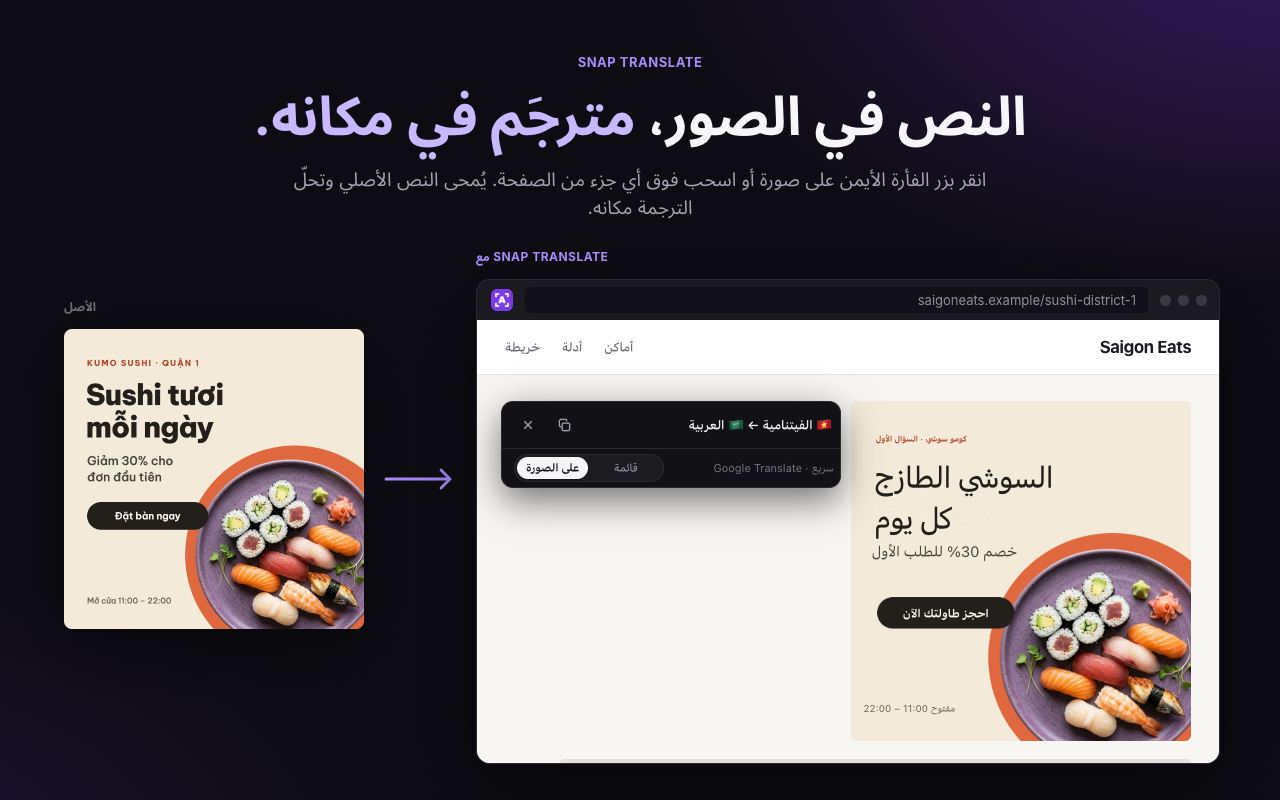 SNAP TRANSLATE
النص في الصور، مترجَم في مكانه.
انقر بزر الفأرة الأيمن على صورة أو اسحب فوق أي جزء من الصفحة. يُمحى النص الأصلي وتحلّ
الترجمة مكانه.
الأصل
KUMO SUSHI · QUẬN 1
Sushi tươi
mỗi ngày
Giảm 30% cho
đơn đầu tiên
Đặt bàn ngay
Mở cửa 11:00 – 22:00
مع SNAP TRANSLATE
saigoneats.example/sushi-district-1
Saigon Eats
أماكن أدلة خريطة
الفيتنامية ← العربية
سريع · Google Translate
قائمة على الصورة
كومو سوشي · السؤال الأول
السوشي الطازج
كل يوم
خصم 30% للطلب الأول
احجز طاولتك الآن
مفتوح 11:00 – 22:00